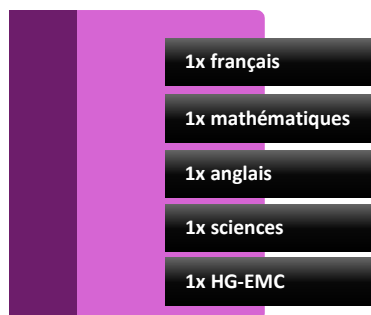 1x français
1x mathématiques
1x anglais
1x sciences
1x HG-EMC